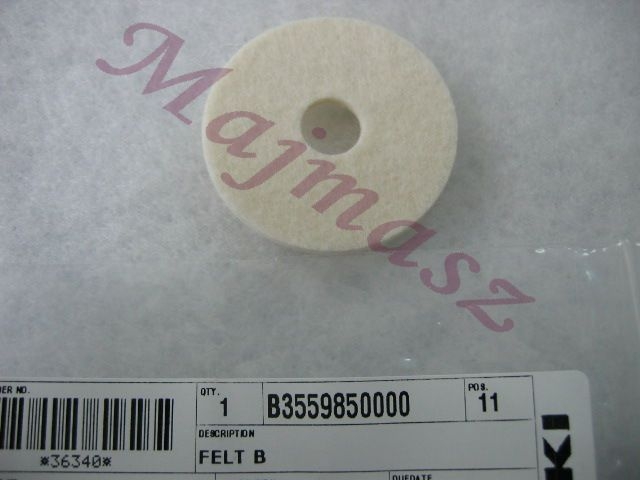 Majmasz
ER NO.
QTY.
1
B3559850000
POS.
11
*36340*
DESCRIPTION
FELT B
DUEDATE
KI